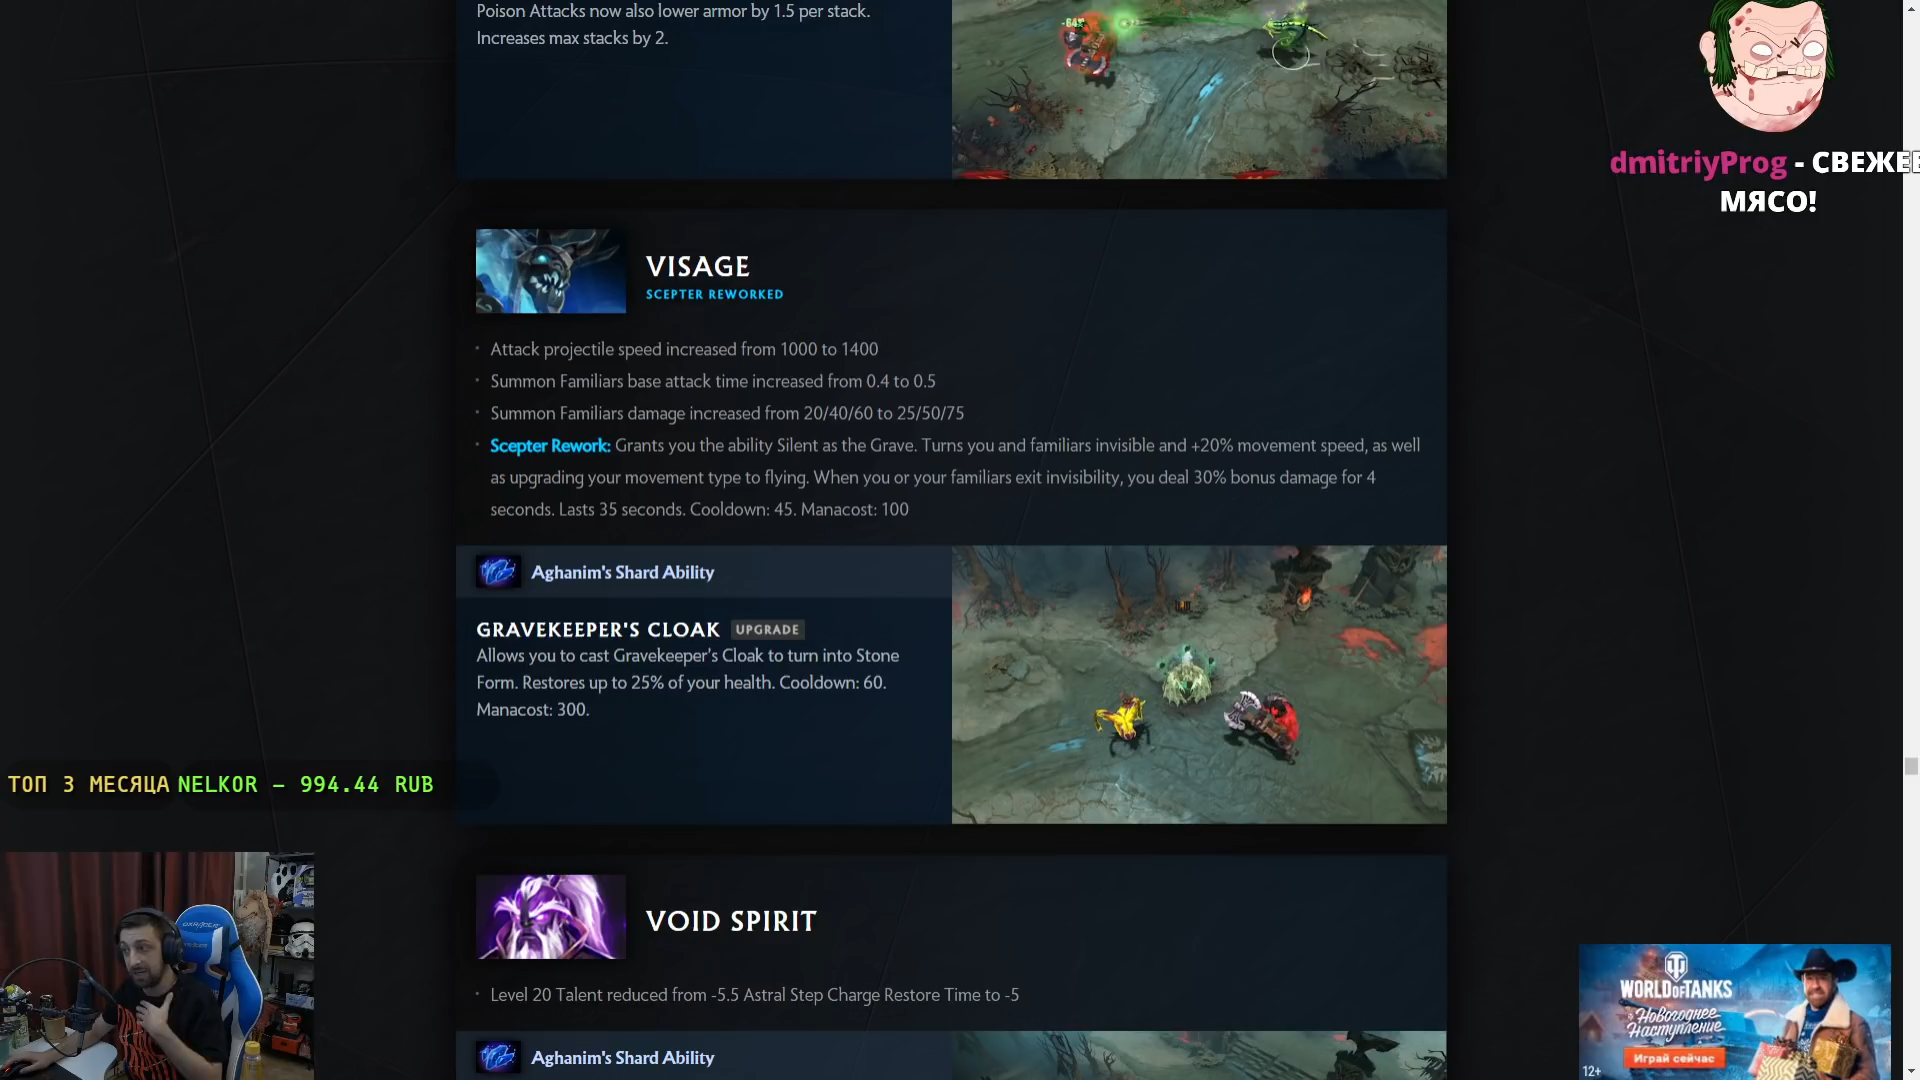 Poison Attacks now also lower armor by 1.5 per stack.
Increases max stacks by 2.
dmitriyProg - СВЕЖЕЕ
МЯСО!
VISAGE
SCEPTER REWORKED
Attack projectile speed increased from 1000 to 1400
Summon Familiars base attack time increased from 0.4 to 0.5
Summon Familiars damage increased from 20/40/60 to 25/50/75
Scepter Rework: Grants you the ability Silent as the Grave. Turns you and familiars invisible and +20% movement speed, as well
as upgrading your movement type to flying. When you or your familiars exit invisibility, you deal 30% bonus damage for 4
seconds. Lasts 35 seconds. Cooldown: 45. Manacost: 100
Aghanim's Shard Ability
GRAVEKEEPER'S CLOAK UPGRADE
Allows you to cast Gravekeeper's Cloak to turn into Stone
Form. Restores up to 25% of your health. Cooldown: 60.
Manacost: 300.
ТОП 3 МЕСЯЦА NELKOR – 994.44 RUB
VOID SPIRIT
Level 20 Talent reduced from -5.5 Astral Step Charge Restore Time to -5
Aghanim's Shard Ability
WORLD OF TANKS
Новогоднее
Наступление
Играй сейчас
12+